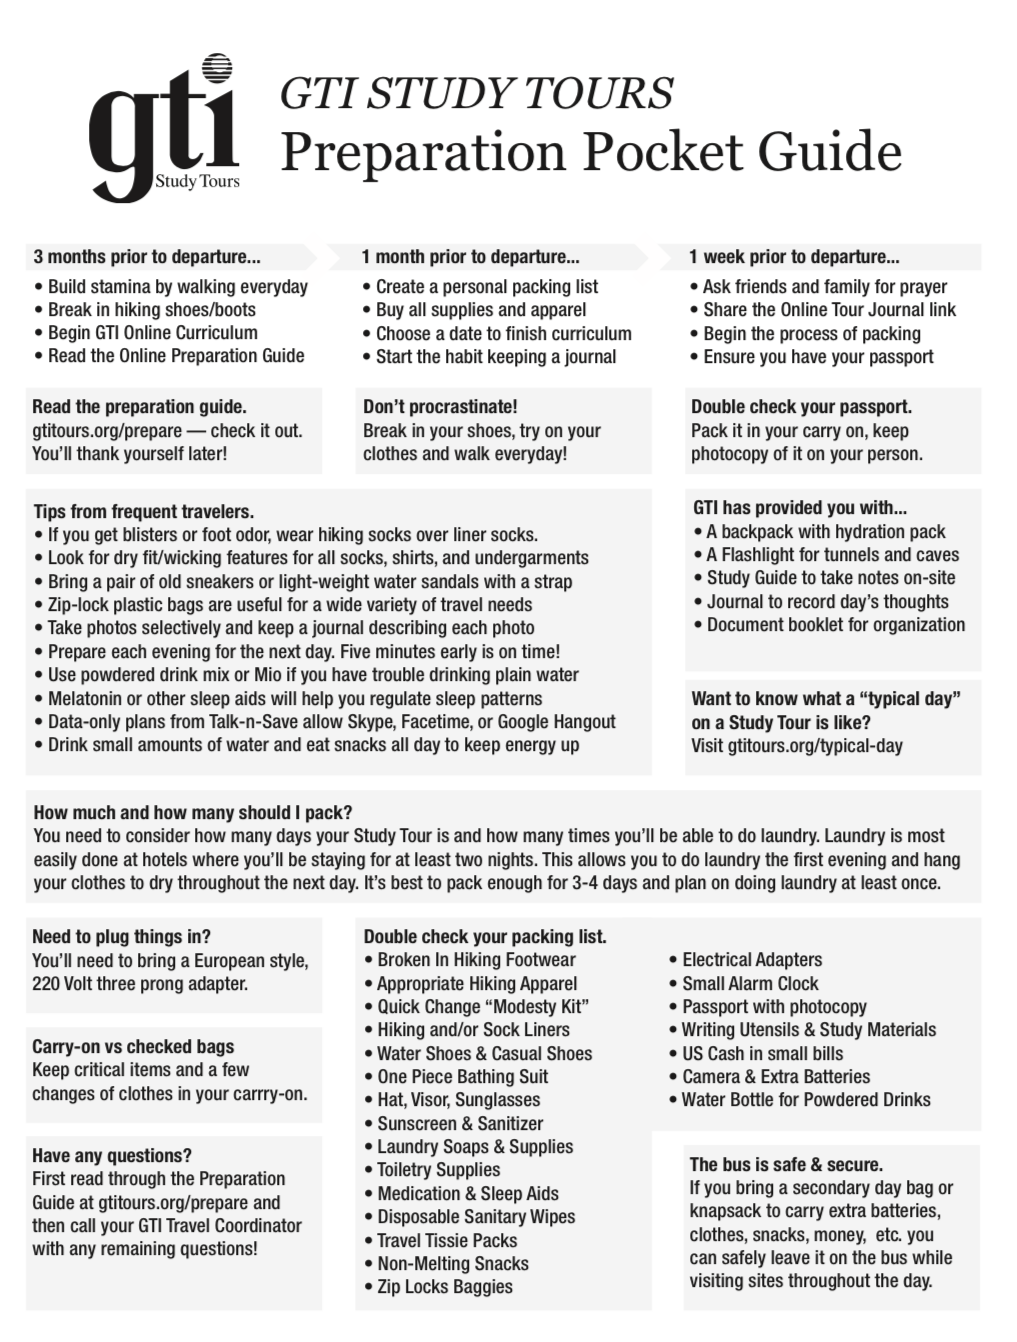 gti
Study Tours
GTI STUDY TOURS
Preparation Pocket Guide
3 months prior to departure...
• Build stamina by walking everyday
• Break in hiking shoes/boots
• Begin GTI Online Curriculum
• Read the Online Preparation Guide
1 month prior to departure...
• Create a personal packing list
• Buy all supplies and apparel
• Choose a date to finish curriculum
• Start the habit keeping a journal
1 week prior to departure...
• Ask friends and family for prayer
• Share the Online Tour Journal link
• Begin the process of packing
• Ensure you have your passport
Read the preparation guide.
gtitours.org/prepare — check it out.
You'll thank yourself later!
Don't procrastinate!
Break in your shoes, try on your
clothes and walk everyday!
Double check your passport.
Pack it in your carry on, keep
photocopy of it on your person.
Tips from frequent travelers.
• If you get blisters or foot odor, wear hiking socks over liner socks.
• Look for dry fit/wicking features for all socks, shirts, and undergarments
• Bring a pair of old sneakers or light-weight water sandals with a strap
• Zip-lock plastic bags are useful for a wide variety of travel needs
• Take photos selectively and keep a journal describing each photo
• Prepare each evening for the next day. Five minutes early is on time!
• Use powdered drink mix or Mio if you have trouble drinking plain water
• Melatonin or other sleep aids will help you regulate sleep patterns
• Data-only plans from Talk-n-Save allow Skype, Facetime, or Google Hangout
• Drink small amounts of water and eat snacks all day to keep energy up
GTI has provided you with...
• A backpack with hydration pack
• A Flashlight for tunnels and caves
• Study Guide to take notes on-site
• Journal to record day's thoughts
• Document booklet for organization
Want to know what a “typical day”
on a Study Tour is like?
Visit gtitours.org/typical-day
How much and how many should I pack?
You need to consider how many days your Study Tour is and how many times you'll be able to do laundry. Laundry is most
easily done at hotels where you'll be staying for at least two nights. This allows you to do laundry the first evening and hang
your clothes to dry throughout the next day. It's best to pack enough for 3-4 days and plan on doing laundry at least once.
Need to plug things in?
You'll need to bring a European style,
220 Volt three prong adapter.
Carry-on vs checked bags
Keep critical items and a few
changes of clothes in your carrry-on.
Have any questions?
First read through the Preparation
Guide at gtitours.org/prepare and
then call your GTI Travel Coordinator
with any remaining questions!
Double check your packing list.
• Broken In Hiking Footwear
• Appropriate Hiking Apparel
• Quick Change “Modesty Kit”
• Hiking and/or Sock Liners
• Water Shoes & Casual Shoes
• One Piece Bathing Suit
• Hat, Visor, Sunglasses
• Sunscreen & Sanitizer
• Laundry Soaps & Supplies
• Toiletry Supplies
• Medication & Sleep Aids
• Disposable Sanitary Wipes
• Travel Tissie Packs
• Non-Melting Snacks
• Zip Locks Baggies
• Electrical Adapters
• Small Alarm Clock
• Passport with photocopy
• Writing Utensils & Study Materials
• US Cash in small bills
• Camera & Extra Batteries
• Water Bottle for Powdered Drinks
The bus is safe & secure.
If you bring a secondary day bag or
knapsack to carry extra batteries,
clothes, snacks, money, etc. you
can safely leave it on the bus while
visiting sites throughout the day.